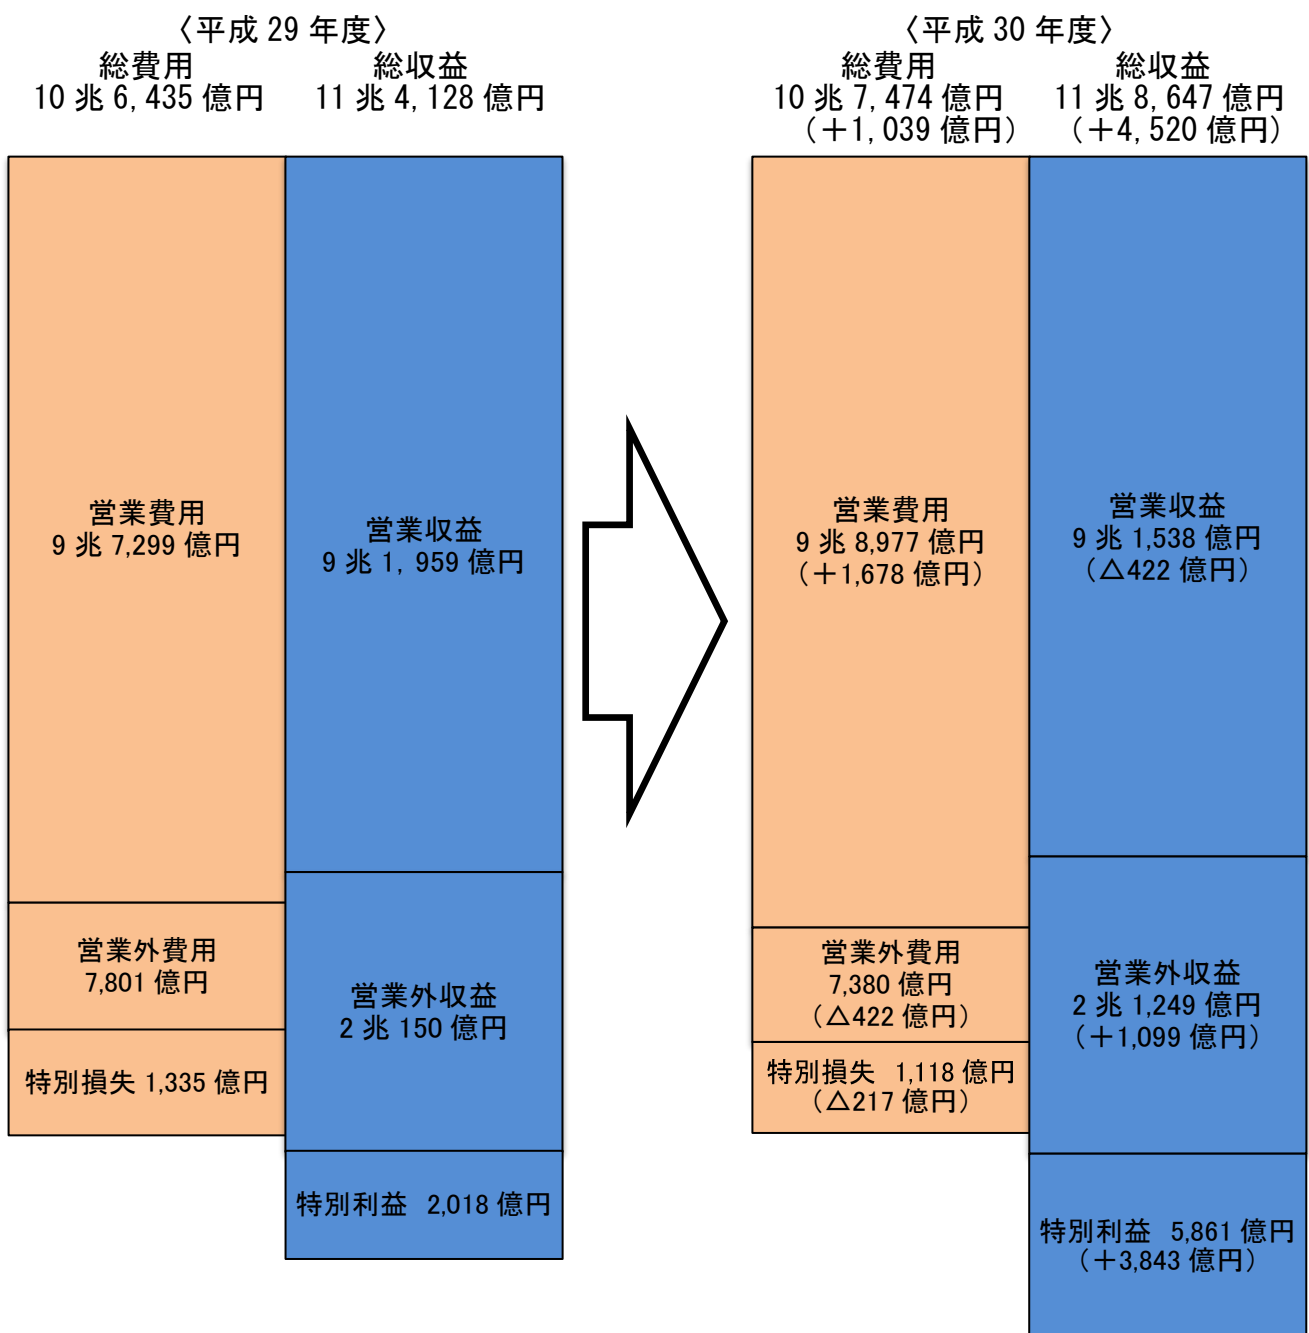 〈平成 29 年度〉
総費用
10 兆 6,435 億円
総収益
11 兆 4,128 億円
営業費用
9 兆 7,299 億円
営業収益
9 兆 1,959 億円
営業外費用
7,801 億円
営業外収益
2 兆 150 億円
特別損失 1,335 億円
特別利益 2,018 億円
〈平成 30 年度〉
総費用
10 兆 7,474 億円
（＋1,039 億円）
総収益
11 兆 8,647 億円
（＋4,520 億円）
営業費用
9 兆 8,977 億円
（＋1,678 億円）
営業収益
9 兆 1,538 億円
（△422 億円）
営業外費用
7,380 億円
（△422 億円）
営業外収益
2 兆 1,249 億円
（＋1,099 億円）
特別損失 1,118 億円
（△217 億円）
特別利益 5,861 億円
（＋3,843 億円）